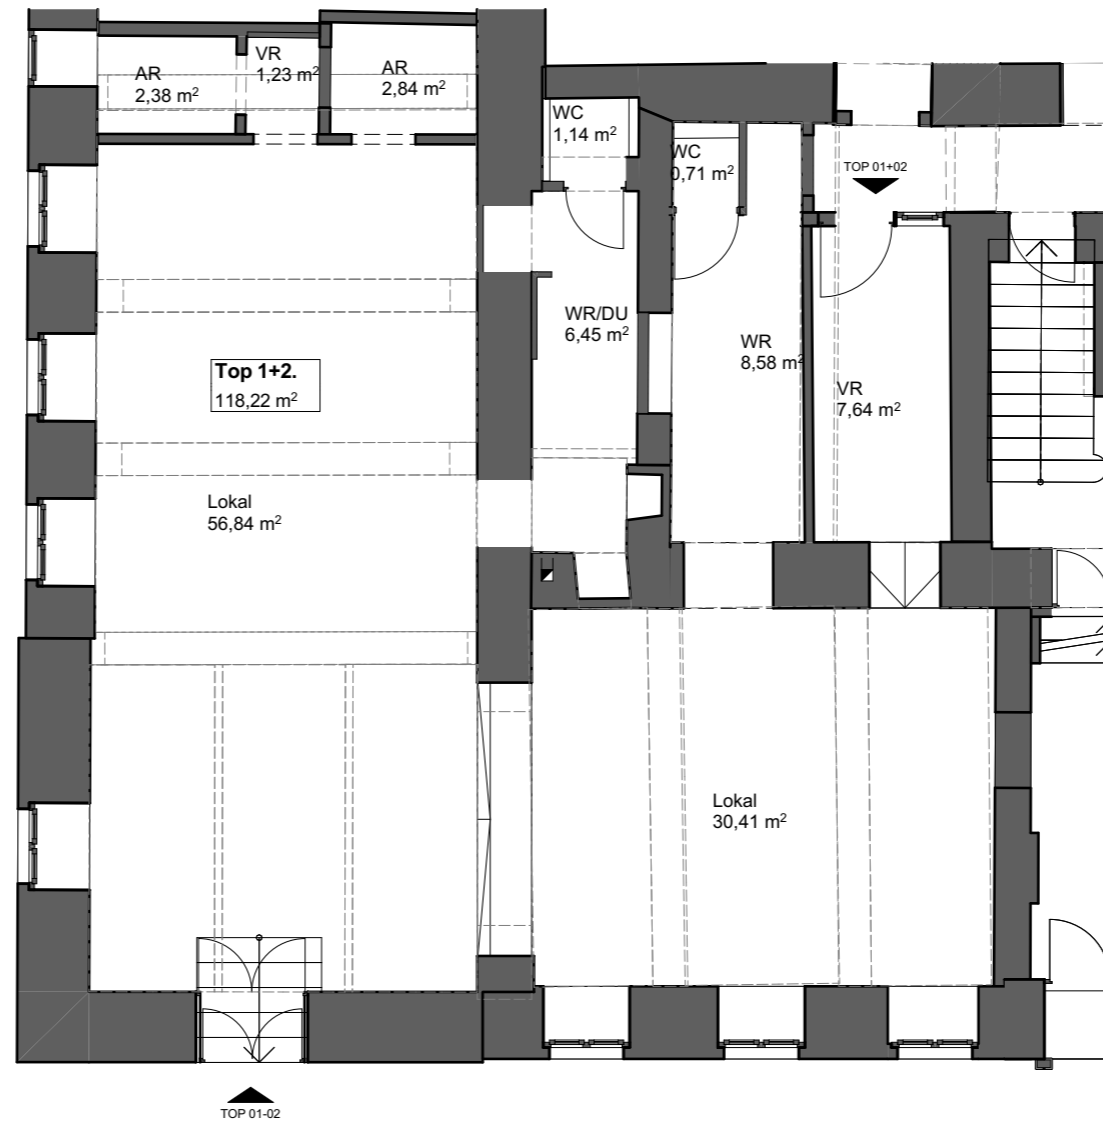 AR
2,38 m²
VR
1,23 m²
AR
2,84 m²
WC
1,14 m²
WC
0,71 m²
TOP 01+02
WR/DU
6,45 m²
WR
8,58 m²
VR
7,64 m²
Top 1+2.
118,22 m²
Lokal
56,84 m²
Lokal
30,41 m²
TOP 01-02